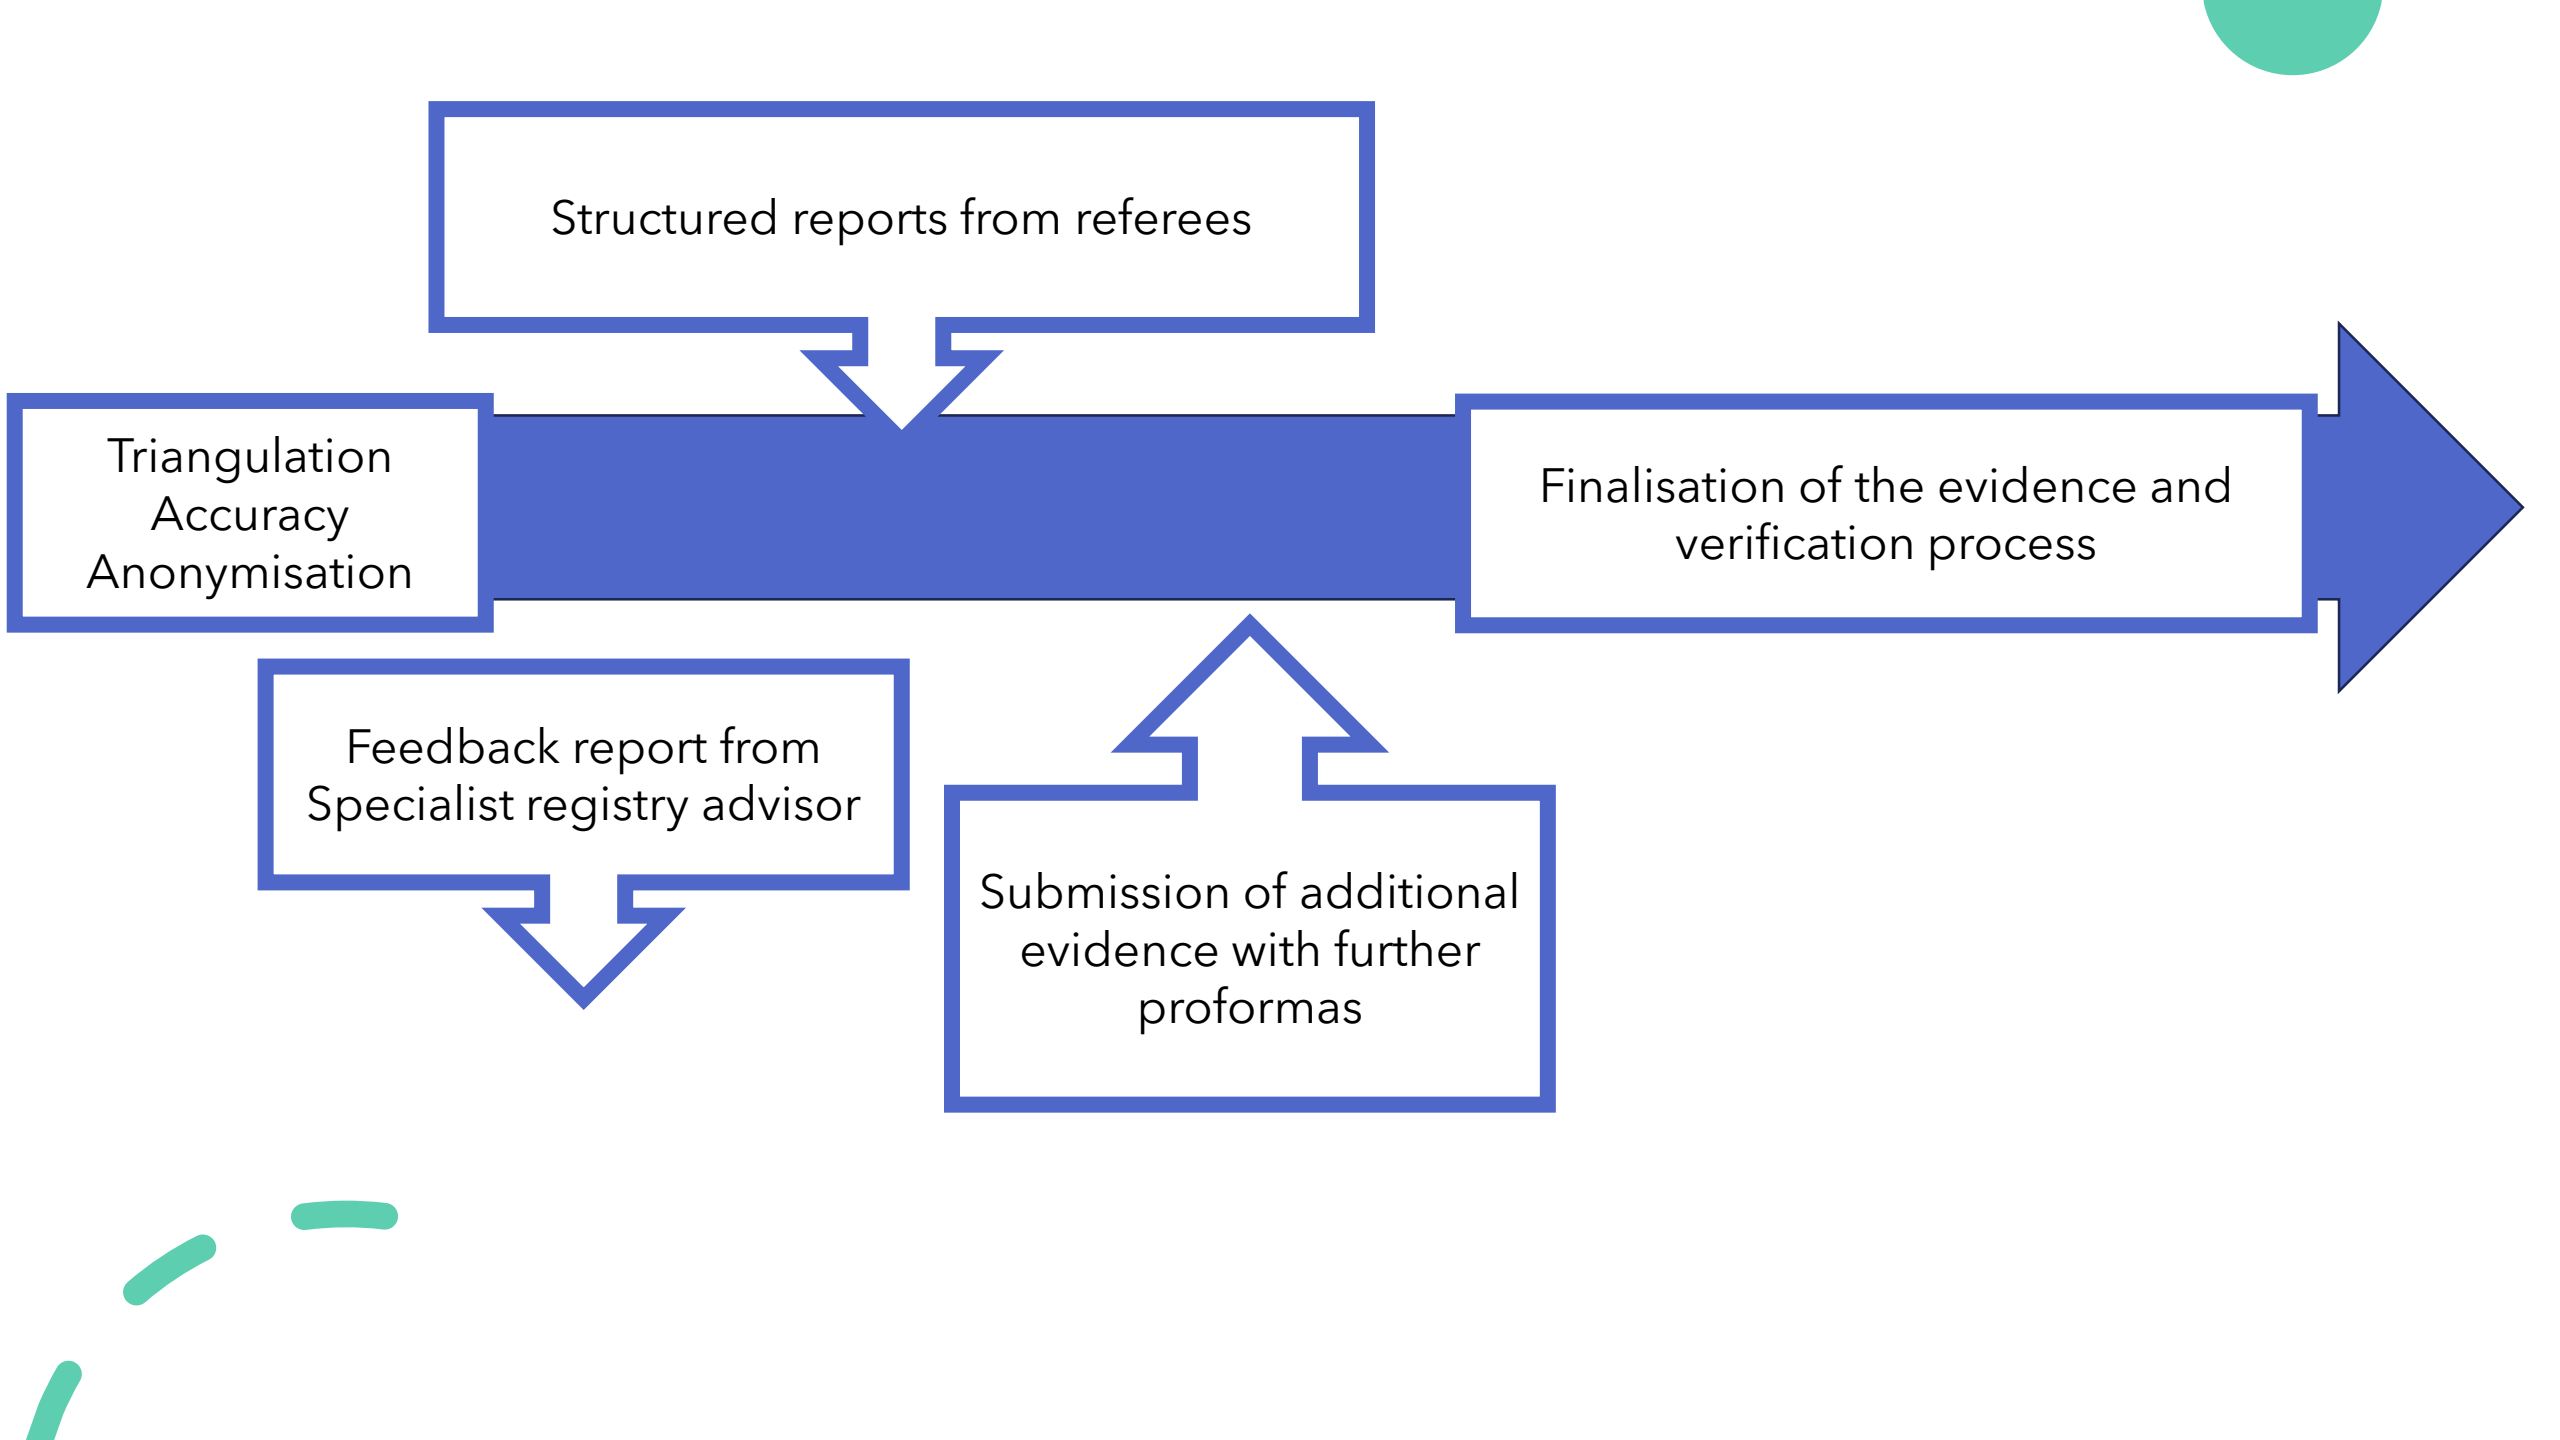 Structured reports from referees
Triangulation
Accuracy
Anonymisation
Finalisation of the evidence and
verification process
Feedback report from
Specialist registry advisor
Submission of additional
evidence with further
proformas